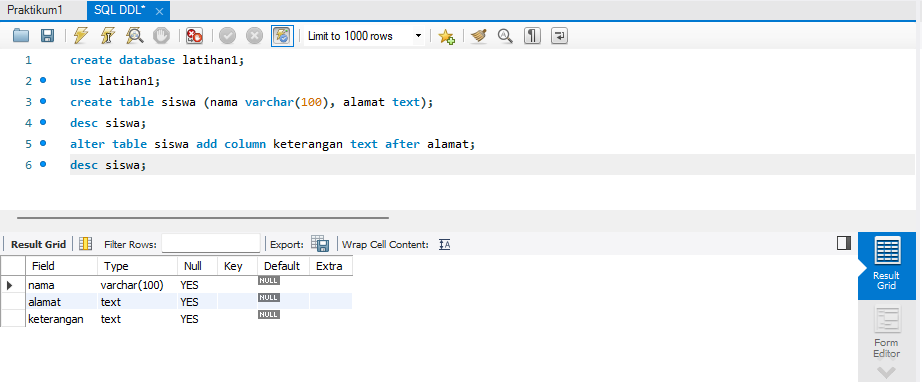 Praktikum1 SQL DDL*
Limit to 1000 rows
1 create database latihan1;
2 use latihan1;
3 create table siswa (nama varchar(100), alamat text);
4 desc siswa;
5 alter table siswa add column keterangan text after alamat;
6 desc siswa;
Result Grid Filter Rows: Export: Wrap Cell Content:
Field Type Null Key Default Extra
nama varchar(100) YES NULL
alamat text YES NULL
keterangan text YES NULL
Result
Grid
Form
Editor